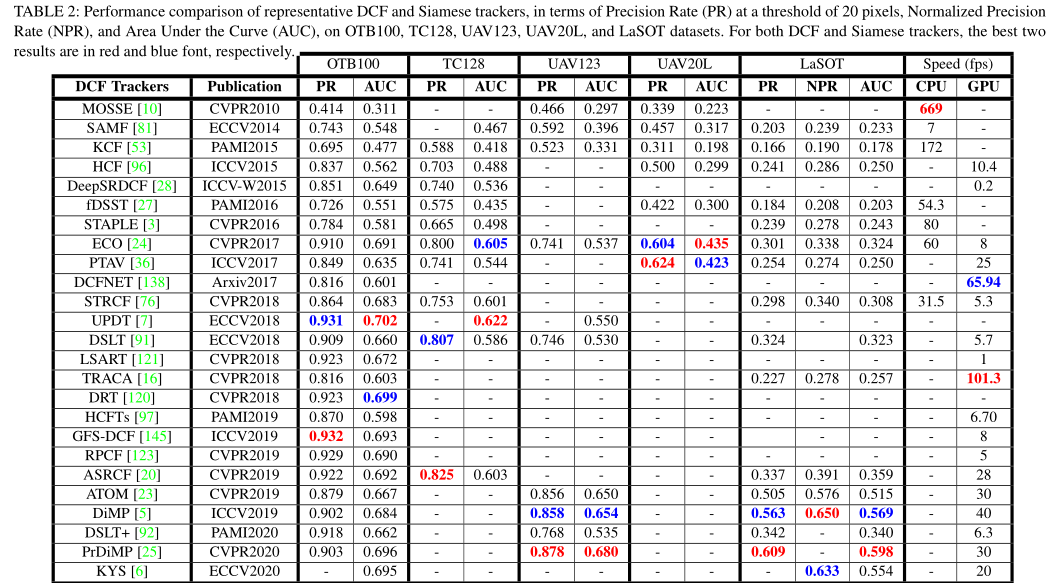 TABLE 2: Performance comparison of representative DCF and Siamese trackers, in terms of Precision Rate (PR) at a threshold of 20 pixels, Normalized Precision
Rate (NPR), and Area Under the Curve (AUC), on OTB100, TC128, UAV123, UAV20L, and LaSOT datasets. For both DCF and Siamese trackers, the best two
results are in red and blue font, respectively.
OTB100 TC128 UAV123 UAV20L LaSOT Speed (fps)
DCF Trackers Publication PR AUC PR AUC PR AUC PR AUC PR NPR AUC CPU GPU
MOSSE [10] CVPR2010 0.414 0.311 - - 0.466 0.297 0.339 0.223 - - - 669 -
SAMF [81] ECCV2014 0.743 0.548 - 0.467 0.592 0.396 0.457 0.317 0.203 0.239 0.233 7 -
KCF [53] PAMI2015 0.695 0.477 0.588 0.418 0.523 0.331 0.311 0.198 0.166 0.190 0.178 172 -
HCF [96] ICCV2015 0.837 0.562 0.703 0.488 - - 0.500 0.299 0.241 0.286 0.250 - 10.4
DeepSRDCF [28] ICCV-W2015 0.851 0.649 0.740 0.536 - - - - - - - - 0.2
fDSST [27] PAMI2016 0.726 0.551 0.575 0.435 - - 0.422 0.300 0.184 0.208 0.203 54.3 -
STAPLE [3] CVPR2016 0.784 0.581 0.665 0.498 - - - - 0.239 0.278 0.243 80 -
ECO [24] CVPR2017 0.910 0.691 0.800 0.605 0.741 0.537 0.604 0.435 0.301 0.338 0.324 60 8
PTAV [36] ICCV2017 0.849 0.635 0.741 0.544 - - 0.624 0.423 0.254 0.274 0.250 - 25
DCFNET [138] Arxiv2017 0.816 0.601 - - - - - - - - - 65.94
STRCF [76] CVPR2018 0.864 0.683 0.753 0.601 - - - - 0.298 0.340 0.308 31.5 5.3
UPDT [7] ECCV2018 0.931 0.702 - 0.622 - 0.550 - - - - - - -
DSLT [91] ECCV2018 0.909 0.660 0.807 0.586 0.746 0.530 - - 0.324 0.323 - 5.7
LSART [121] CVPR2018 0.923 0.672 - - - - - - - - - 1
TRACA [16] CVPR2018 0.816 0.603 - - - - - - 0.227 0.278 0.257 - 101.3
DRT [120] CVPR2018 0.923 0.699 - - - - - - - - - - -
HCFTs [97] PAMI2019 0.870 0.598 - - - - - - - - - - 6.70
GFS-DCF [145] ICCV2019 0.932 0.693 - - - - - - - - - - 8
RPCF [123] CVPR2019 0.929 0.690 - - - - - - - - - - 5
ASRCF [20] CVPR2019 0.922 0.692 0.825 0.603 - - - - 0.337 0.391 0.359 - 28
ATOM [23] CVPR2019 0.879 0.667 - - 0.856 0.650 - - 0.505 0.576 0.515 - 30
DiMP [5] ICCV2019 0.902 0.684 - - 0.858 0.654 - - 0.563 0.650 0.569 - 40
DSLT+ [92] PAMI2020 0.918 0.662 - - 0.768 0.535 - - 0.342 - 0.340 - 6.3
PrDiMP [25] CVPR2020 0.903 0.696 - - 0.878 0.680 - - 0.609 - 0.598 - 30
KYS [6] ECCV2020 - 0.695 - - - - - - - 0.633 0.554 - 20